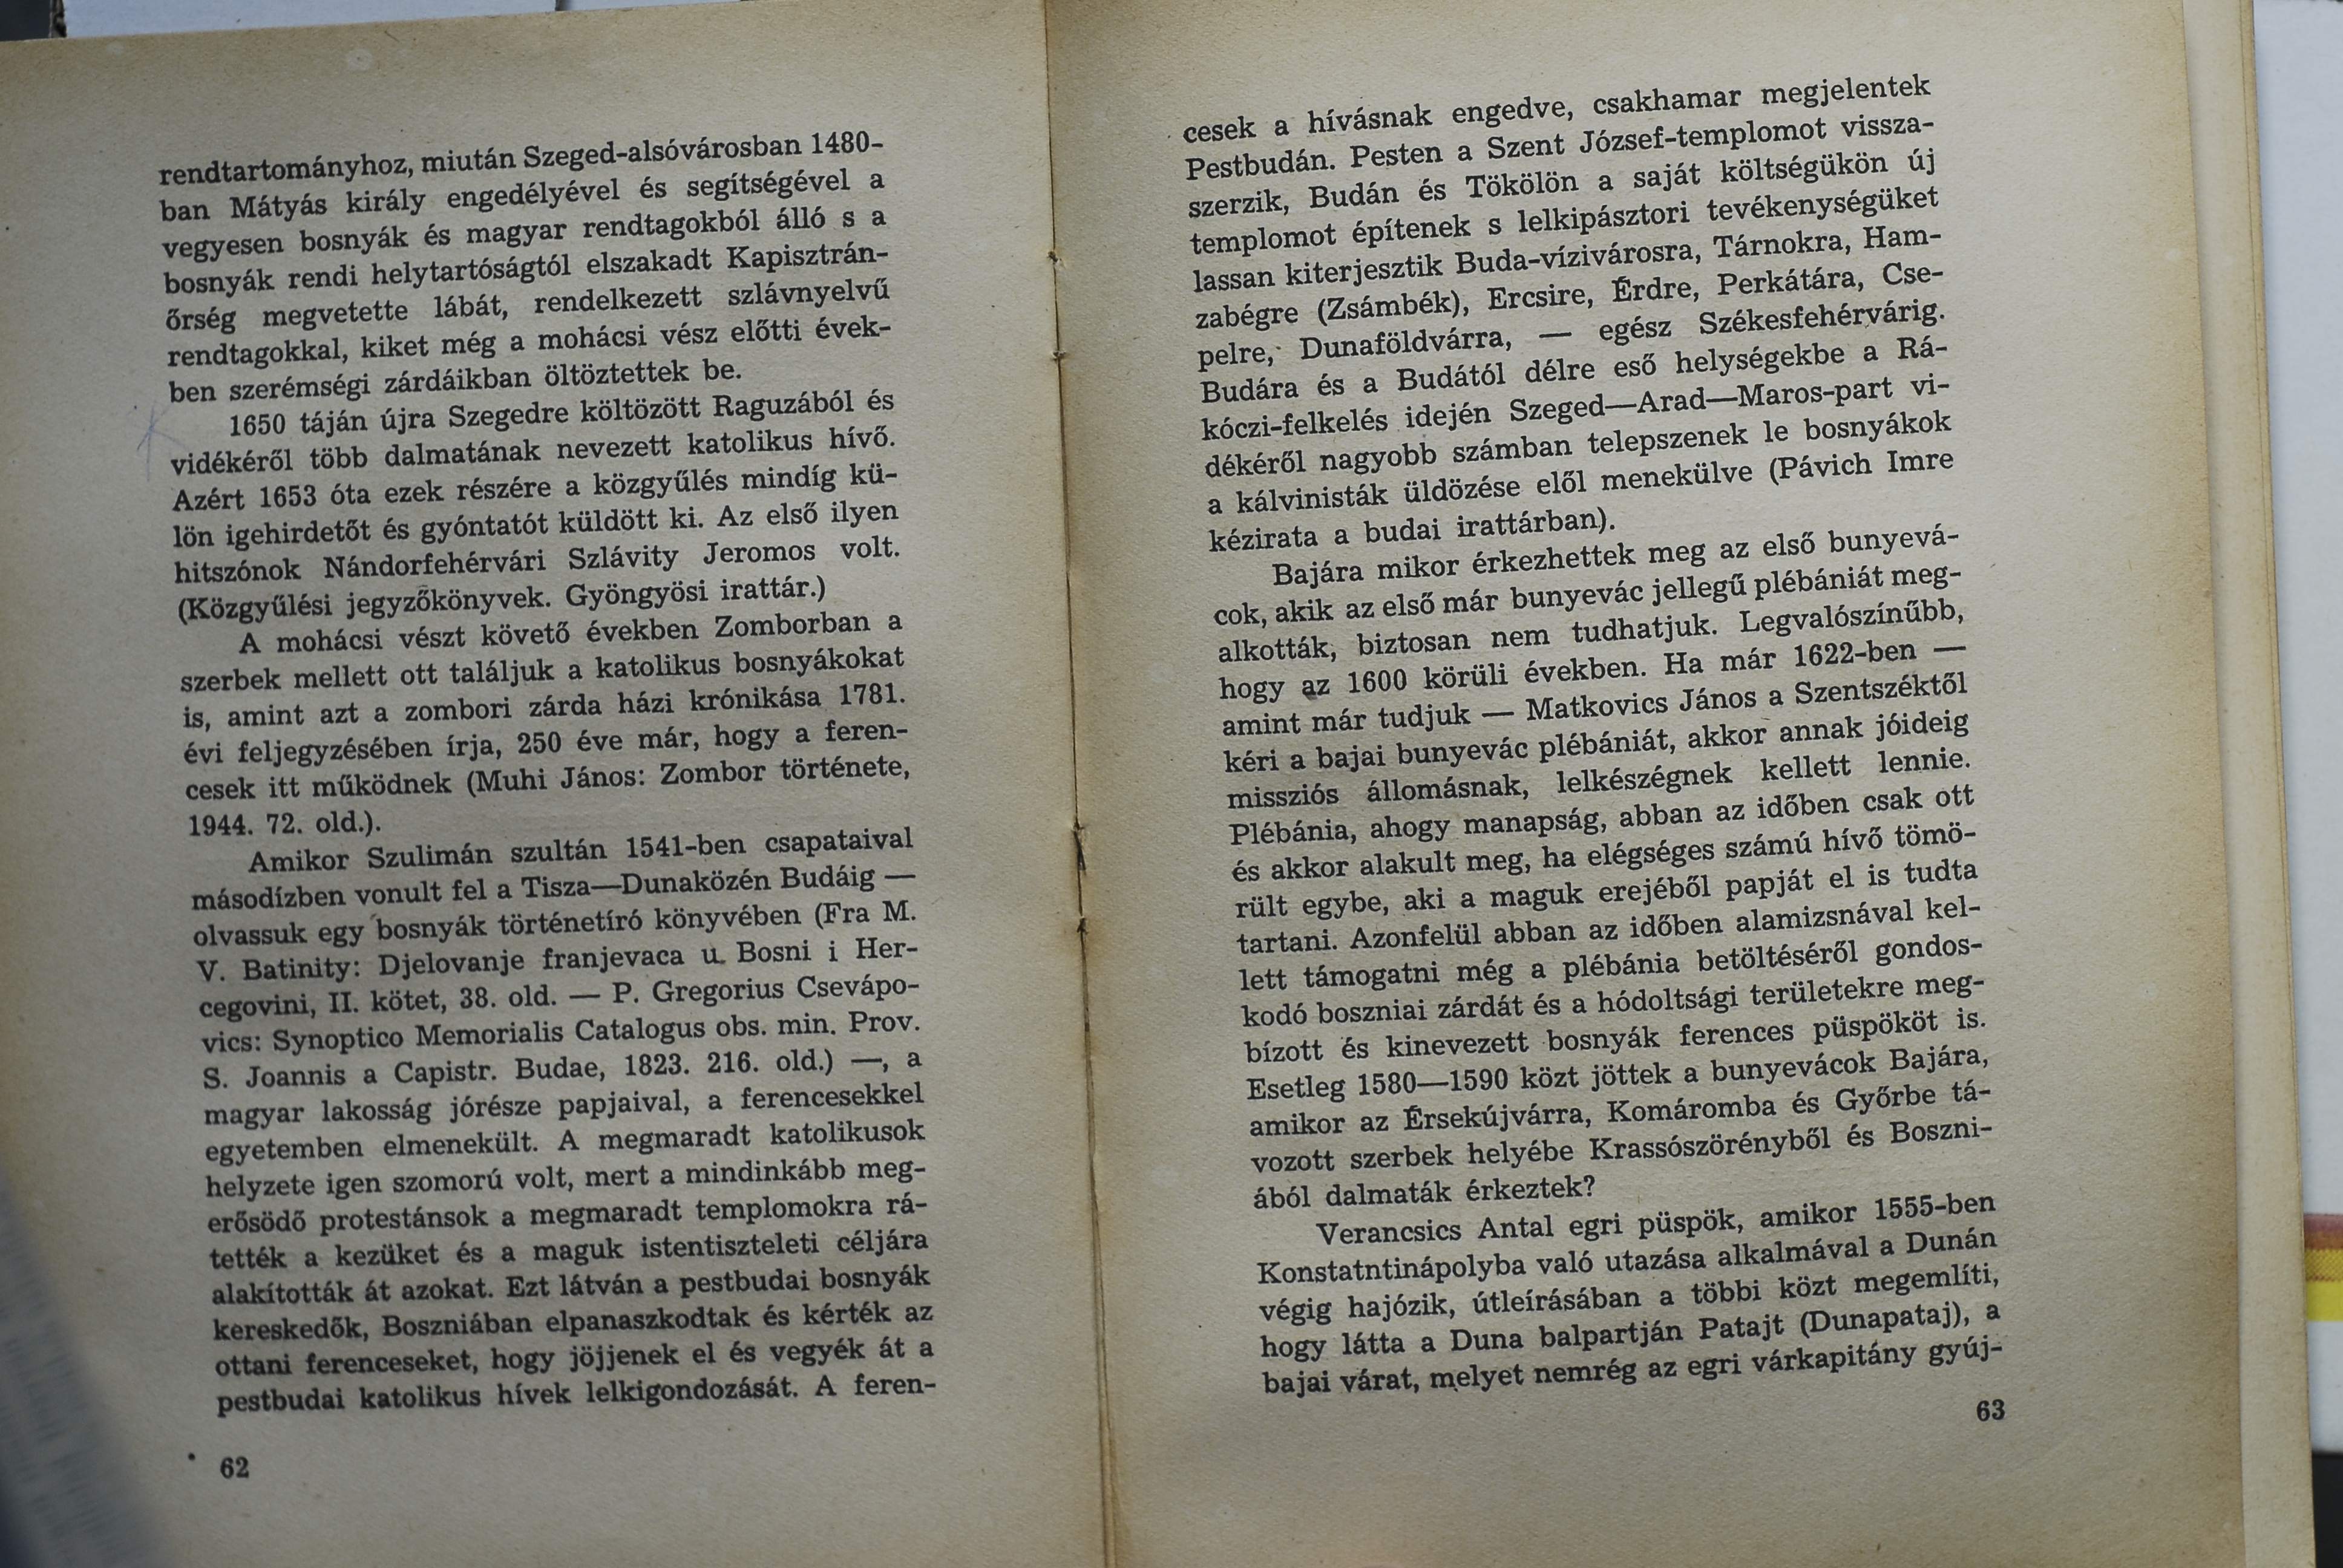 rendtartományhoz, miután Szeged-alsóvárosban 1480-
ban Mátyás király engedélyével és segítségével a
vegyesen bosnyák és magyar rendtagokból álló s a
bosnyák rendi helytartóságtól elszakadt Kapisztrán-
őrség megvetette lábát, rendelkezett szlávnyelvű
rendtagokkal, kiket még a mohácsi vész előtti évek-
ben szerémségi zárdáikban öltöztettek be.
1650 táján újra Szegedre költözött Raguzából és
vidékéről több dalmatának nevezett katolikus hívő.
Azért 1653 óta ezek részére a közgyűlés mindíg kü-
lön igehirdetőt és gyóntatót küldött ki. Az első ilyen
hitszónok Nándorfehérvári Szlávity Jeromos volt.
(Közgyűlési jegyzőkönyvek. Gyöngyösi irattár.)
A mohácsi vészt követő években Zomborban a
szerbek mellett ott találjuk a katolikus bosnyákokat
is, amint azt a zombori zárda házi krónikása 1781.
évi feljegyzésében írja, 250 éve már, hogy a feren-
cesek itt működnek (Muhi János: Zombor története,
1944. 72. old.).
Amikor Szulimán szultán 1541-ben csapataival
másodízben vonult fel a Tisza—Dunaközén Budáig —
olvassuk egy bosnyák történetíró könyvében (Fra M.
V. Batinity: Djelovanje franjevaca u Bosni i Her-
cegovini, II. kötet, 38. old. — P. Gregorius Csevápo-
vics: Synoptico Memorialis Catalogus obs. min. Prov.
S. Joannis a Capistr. Budae, 1823. 216. old.) —, a
magyar lakosság jórésze papjaival, a ferencesekkel
egyetemben elmenekült. A megmaradt katolikusok
helyzete igen szomorú volt, mert a mindinkább meg-
erősödő protestánsok a megmaradt templomokra rá-
tették a kezüket és a maguk istentiszteleti céljára
alakították át azokat. Ezt látván a pestbudai bosnyák
kereskedők, Boszniában elpanaszkodtak és kérték az
ottani ferenceseket, hogy jöjjenek el és vegyék át a
pestbudai katolikus hívek lelkigondozását. A feren-
62
cesek a hívásnak engedve, csakhamar megjelentek
Pestbudán. Pesten a Szent József-templomot vissza-
szerzik, Budán és Tökölön a saját költségükön új
templomot építenek s lelkipásztori tevékenységüket
lassan kiterjesztik Buda-vízivárosra, Tárnokra, Ham-
zabégre (Zsámbék), Ercsire, Érdre, Perkátára, Cse-
pelre, Dunaföldvárra, — egész Székesfehérvárig.
Budára és a Budától délre eső helységekbe a Rá-
kóczi-felkelés idején Szeged—Arad—Maros-part vi-
dékéről nagyobb számban telepszenek le bosnyákok
a kálvinisták üldözése elől menekülve (Pávich Imre
kézirata a budai irattárban).
Bajára mikor érkezhettek meg az első bunyevá-
cok, akik az első már bunyevác jellegű plébániát meg-
alkották, biztosan nem tudhatjuk. Legvalószínűbb,
hogy az 1600 körüli években. Ha már 1622-ben —
amint már tudjuk — Matkovics János a Szentszéktől
kéri a bajai bunyevác plébániát, akkor annak jóideig
missziós állomásnak, lelkészégnek kellett lennie.
Plébánia, ahogy manapság, abban az időben csak ott
és akkor alakult meg, ha elégséges számú hívő tömö-
rült egybe, aki a maguk erejéből papját el is tudta
tartani. Azonfelül abban az időben alamizsnával kel-
lett támogatni még a plébánia betöltéséről gondos-
kodó boszniai zárdát és a hódoltsági területekre meg-
bízott és kinevezett bosnyák ferences püspököt is.
Esetleg 1580—1590 közt jöttek a bunyevácok Bajára,
amikor az Érsekújvárra, Komáromba és Győrbe tá-
vozott szerbek helyébe Krassószörényből és Boszni-
ából dalmaták érkeztek?
Verancsics Antal egri püspök, amikor 1555-ben
Konstatntinápolyba való utazása alkalmával a Dunán
végig hajózik, útleírásában a többi közt megemlíti,
hogy látta a Duna balpartján Patajt (Dunapataj), a
bajai várat, melyet nemrég az egri várkapitány gyúj-
63